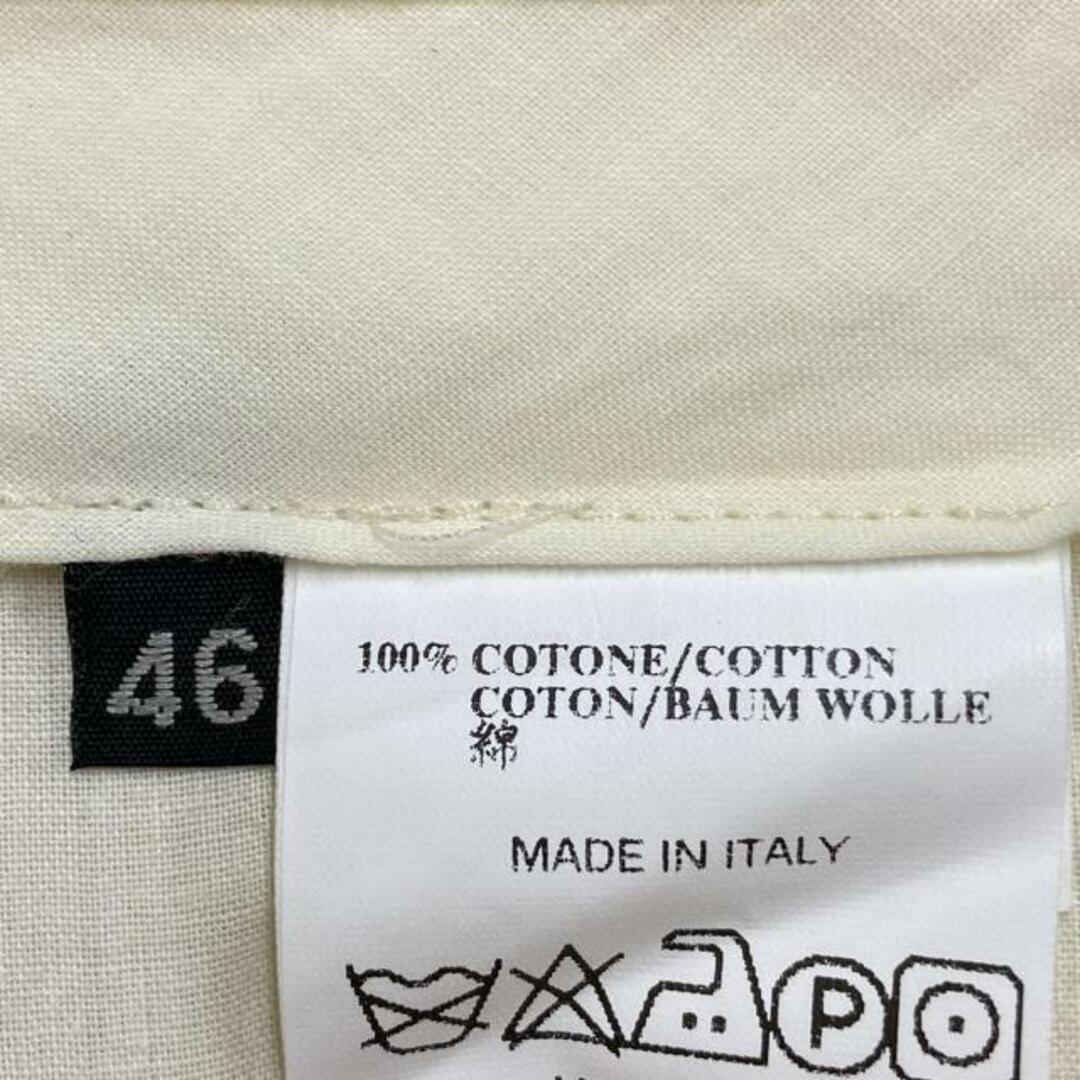 46
100% COTONE/COTTON
COTON/BAUM WOLLE
綿
MADE IN ITALY
P